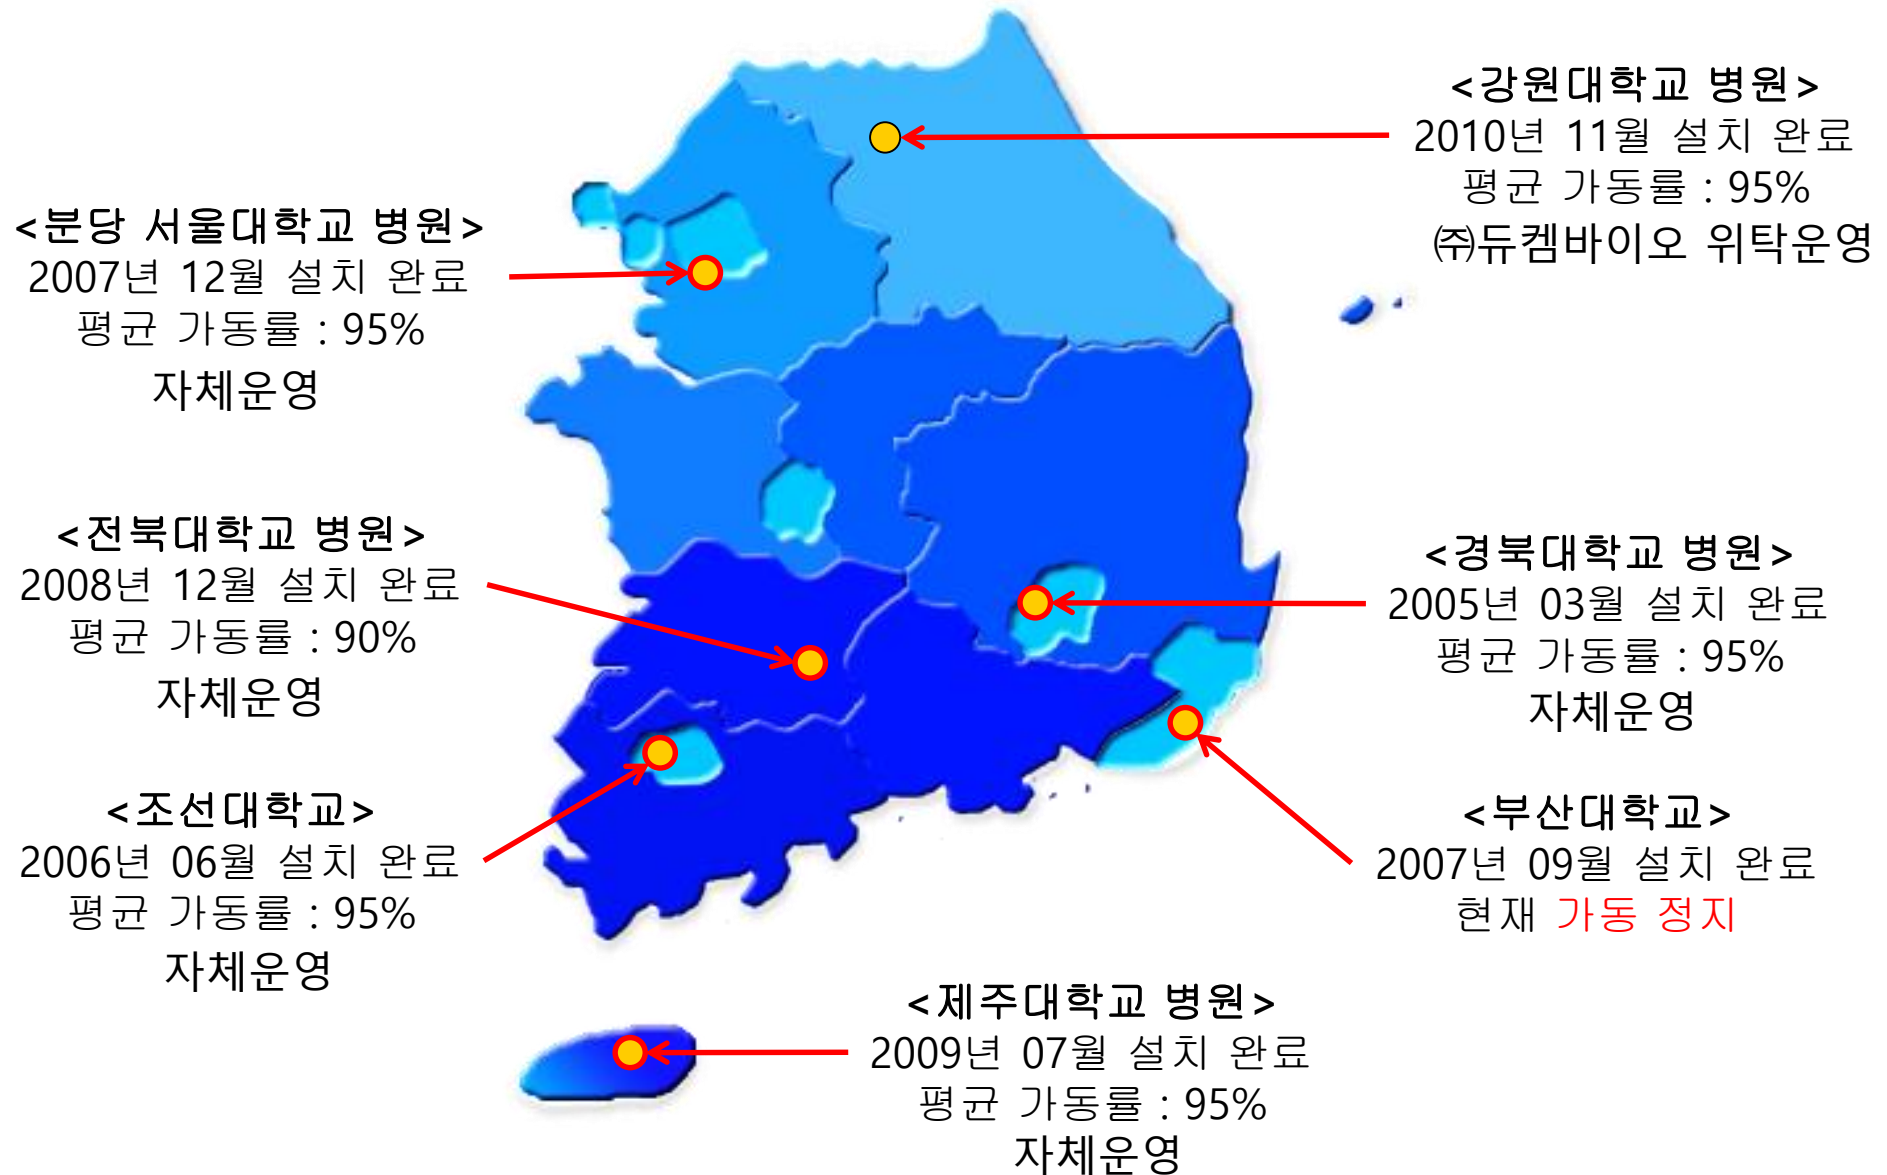 <강원대학교 병원>
2010년 11월 설치 완료
평균 가동률 : 95%
㈜듀켐바이오 위탁운영
<분당 서울대학교 병원>
2007년 12월 설치 완료
평균 가동률 : 95%
자체운영
<전북대학교 병원>
2008년 12월 설치 완료
평균 가동률 : 90%
자체운영
<경북대학교 병원>
2005년 03월 설치 완료
평균 가동률 : 95%
자체운영
<조선대학교>
2006년 06월 설치 완료
평균 가동률 : 95%
자체운영
<부산대학교>
2007년 09월 설치 완료
현재 가동 정지
<제주대학교 병원>
2009년 07월 설치 완료
평균 가동률 : 95%
자체운영